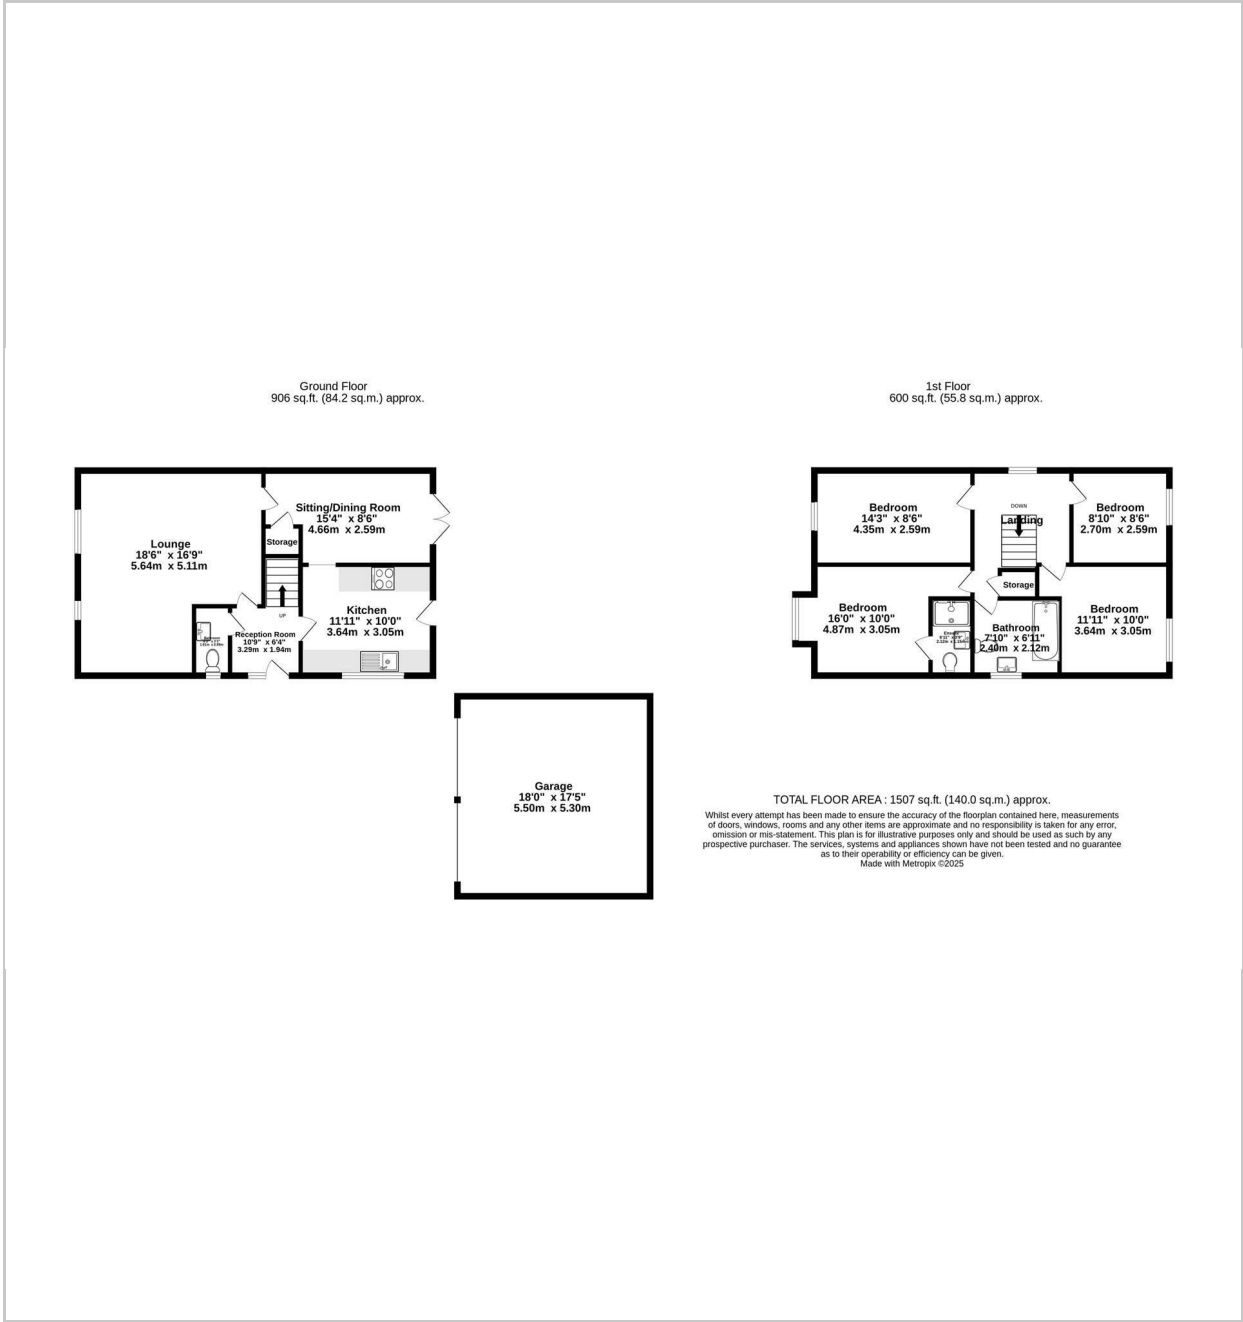 Ground Floor
906 sq.ft. (84.2 sq.m.) approx.
1st Floor
600 sq.ft. (55.8 sq.m.) approx.
Sitting/Dining Room
15'4" x 8'6"
4.66m x 2.59m
Storage
Lounge
18'6" x 16'9"
5.64m x 5.11m
UP
Kitchen
11'11" x 10'0"
3.64m x 3.05m
Reception Room
10'9" x 6'4"
3.29m x 1.94m
Bedroom
14'3" x 8'6"
4.35m x 2.59m
DOWN
Landing
Bedroom
8'10" x 8'6"
2.70m x 2.59m
Storage
Bedroom
16'0" x 10'0"
4.87m x 3.05m
Ensuite
Bathroom
7'10" x 6'11"
2.40m x 2.12m
Bedroom
11'11" x 10'0"
3.64m x 3.05m
Garage
18'0" x 17'5"
5.50m x 5.30m
TOTAL FLOOR AREA : 1507 sq.ft. (140.0 sq.m.) approx.
Whilst every attempt has been made to ensure the accuracy of the floorplan contained here, measurements
of doors, windows, rooms and any other items are approximate and no responsibility is taken for any error,
omission or mis-statement. This plan is for illustrative purposes only and should be used as such by any
prospective purchaser. The services, systems and appliances shown have not been tested and no guarantee
as to their operability or efficiency can be given.
Made with Metropix ©2025